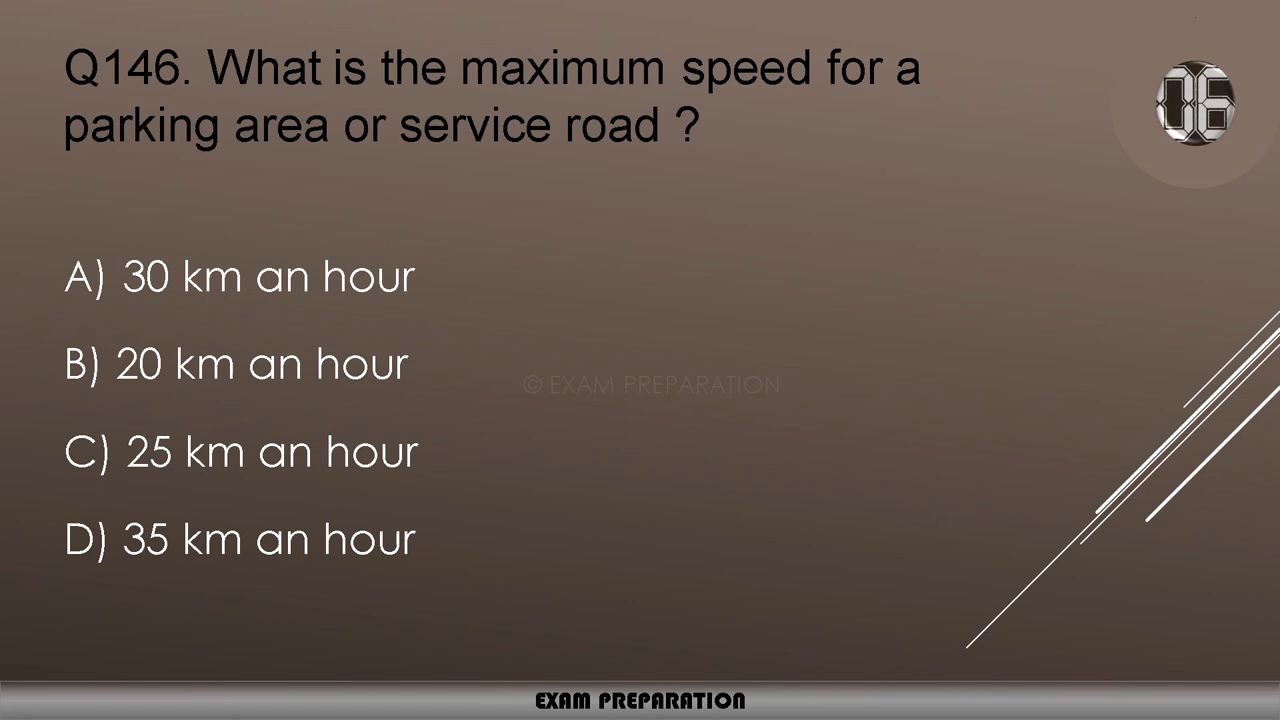 Q146. What is the maximum speed for a
parking area or service road ?
06
A) 30 km an hour
B) 20 km an hour
© EXAM PREPARATION
C) 25 km an hour
D) 35 km an hour
EXAM PREPARATION